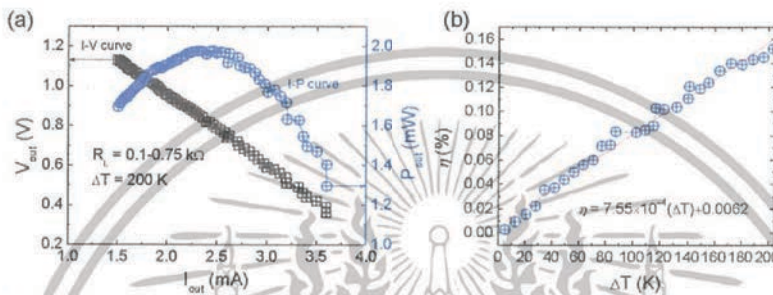 (a)
I-V curve
I-P curve
R_L = 0.1-0.75 kΩ
ΔT = 200 K
V_out (V)
1.2
1.0
0.8
0.6
0.4
0.2
1.0 1.5 2.0 2.5 3.0 3.5 4.0
I_out (mA)
2.0
1.8
1.6
1.4
1.2
1.0
P_out (mW)
(b)
η (%)
0.16
0.14
0.12
0.10
0.08
0.06
0.04
0.02
0.00
η = 7.55×10⁻⁴(ΔT)+0.0062
0 20 40 60 80 100 120 140 160 180 200
ΔT (K)